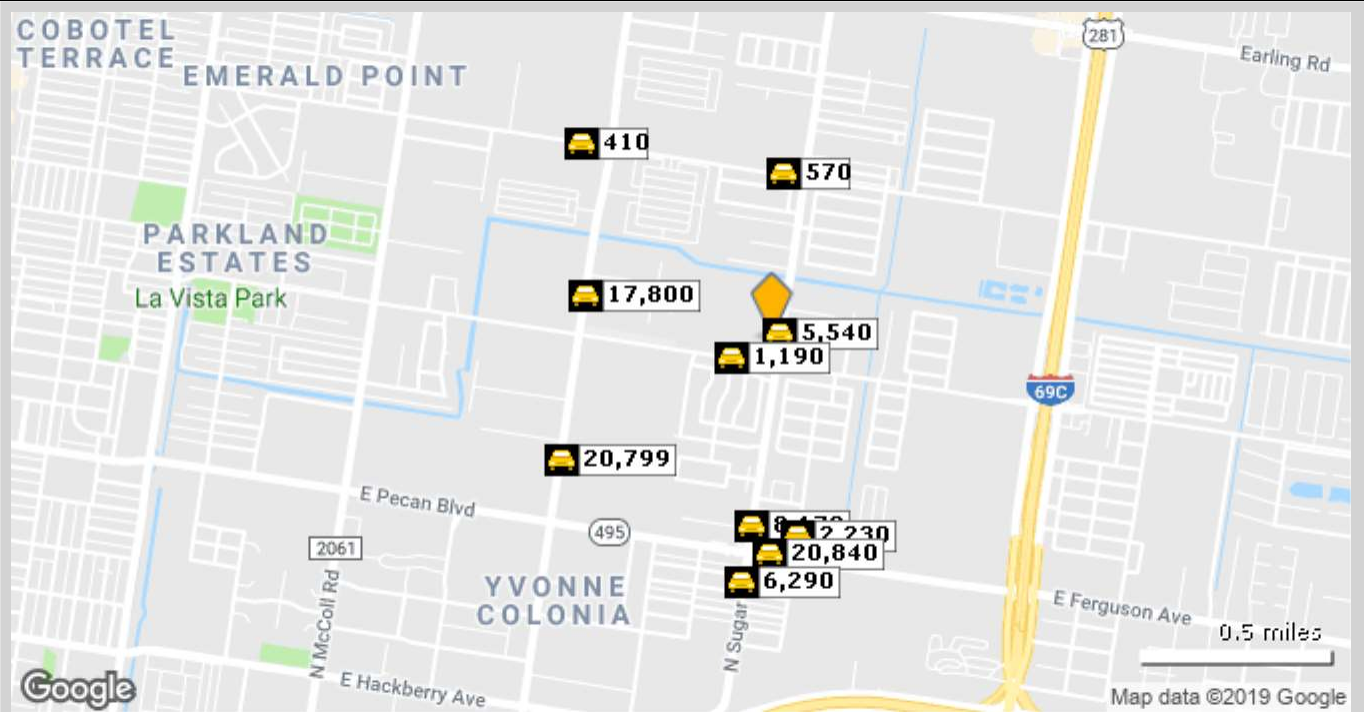 COBOTEL
TERRACE
EMERALD POINT
281
Earling Rd
410
570
PARKLAND
ESTATES
La Vista Park
17,800
5,540
1,190
69C
20,799
E Pecan Blvd
495
2,230
20,840
2061
6,290
YVONNE
COLONIA
N McColl Rd
N Sugar
E Ferguson Ave
0.5 miles
E Hackberry Ave
Google
Map data ©2019 Google